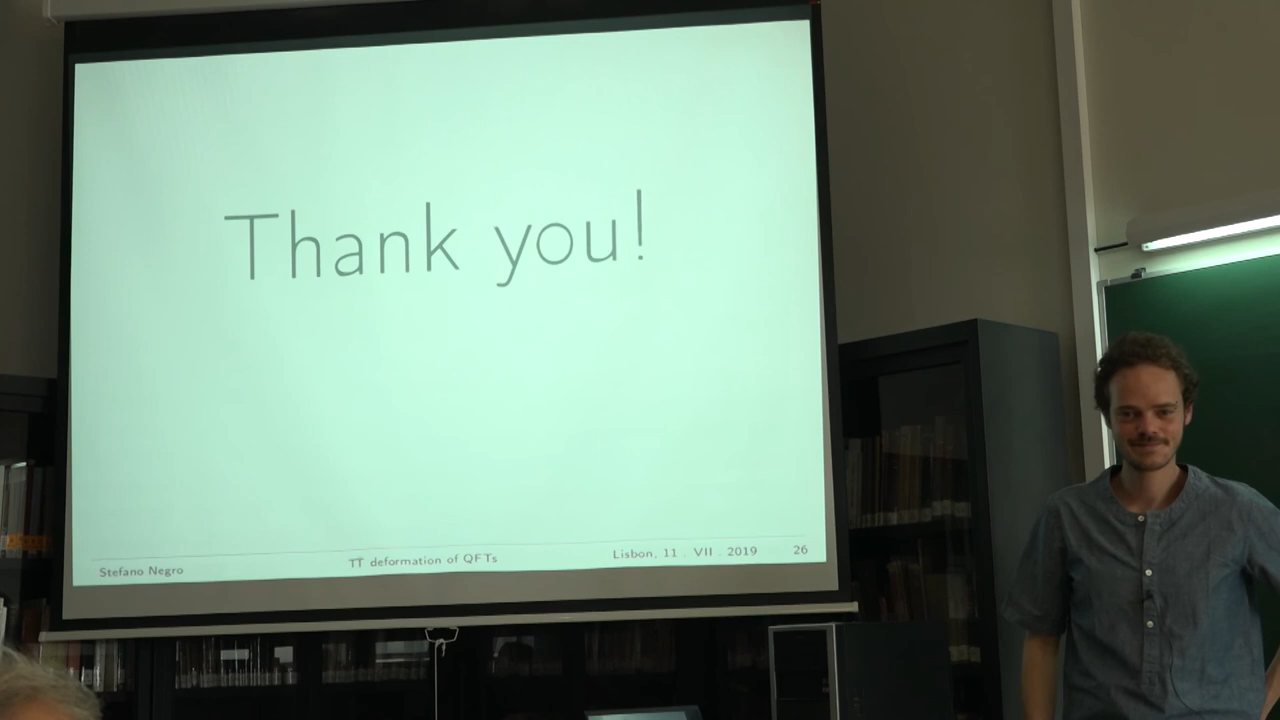 Thank you!
Stefano Negro
TT̄ deformation of QFTs
Lisbon, 11 . VII . 2019
26